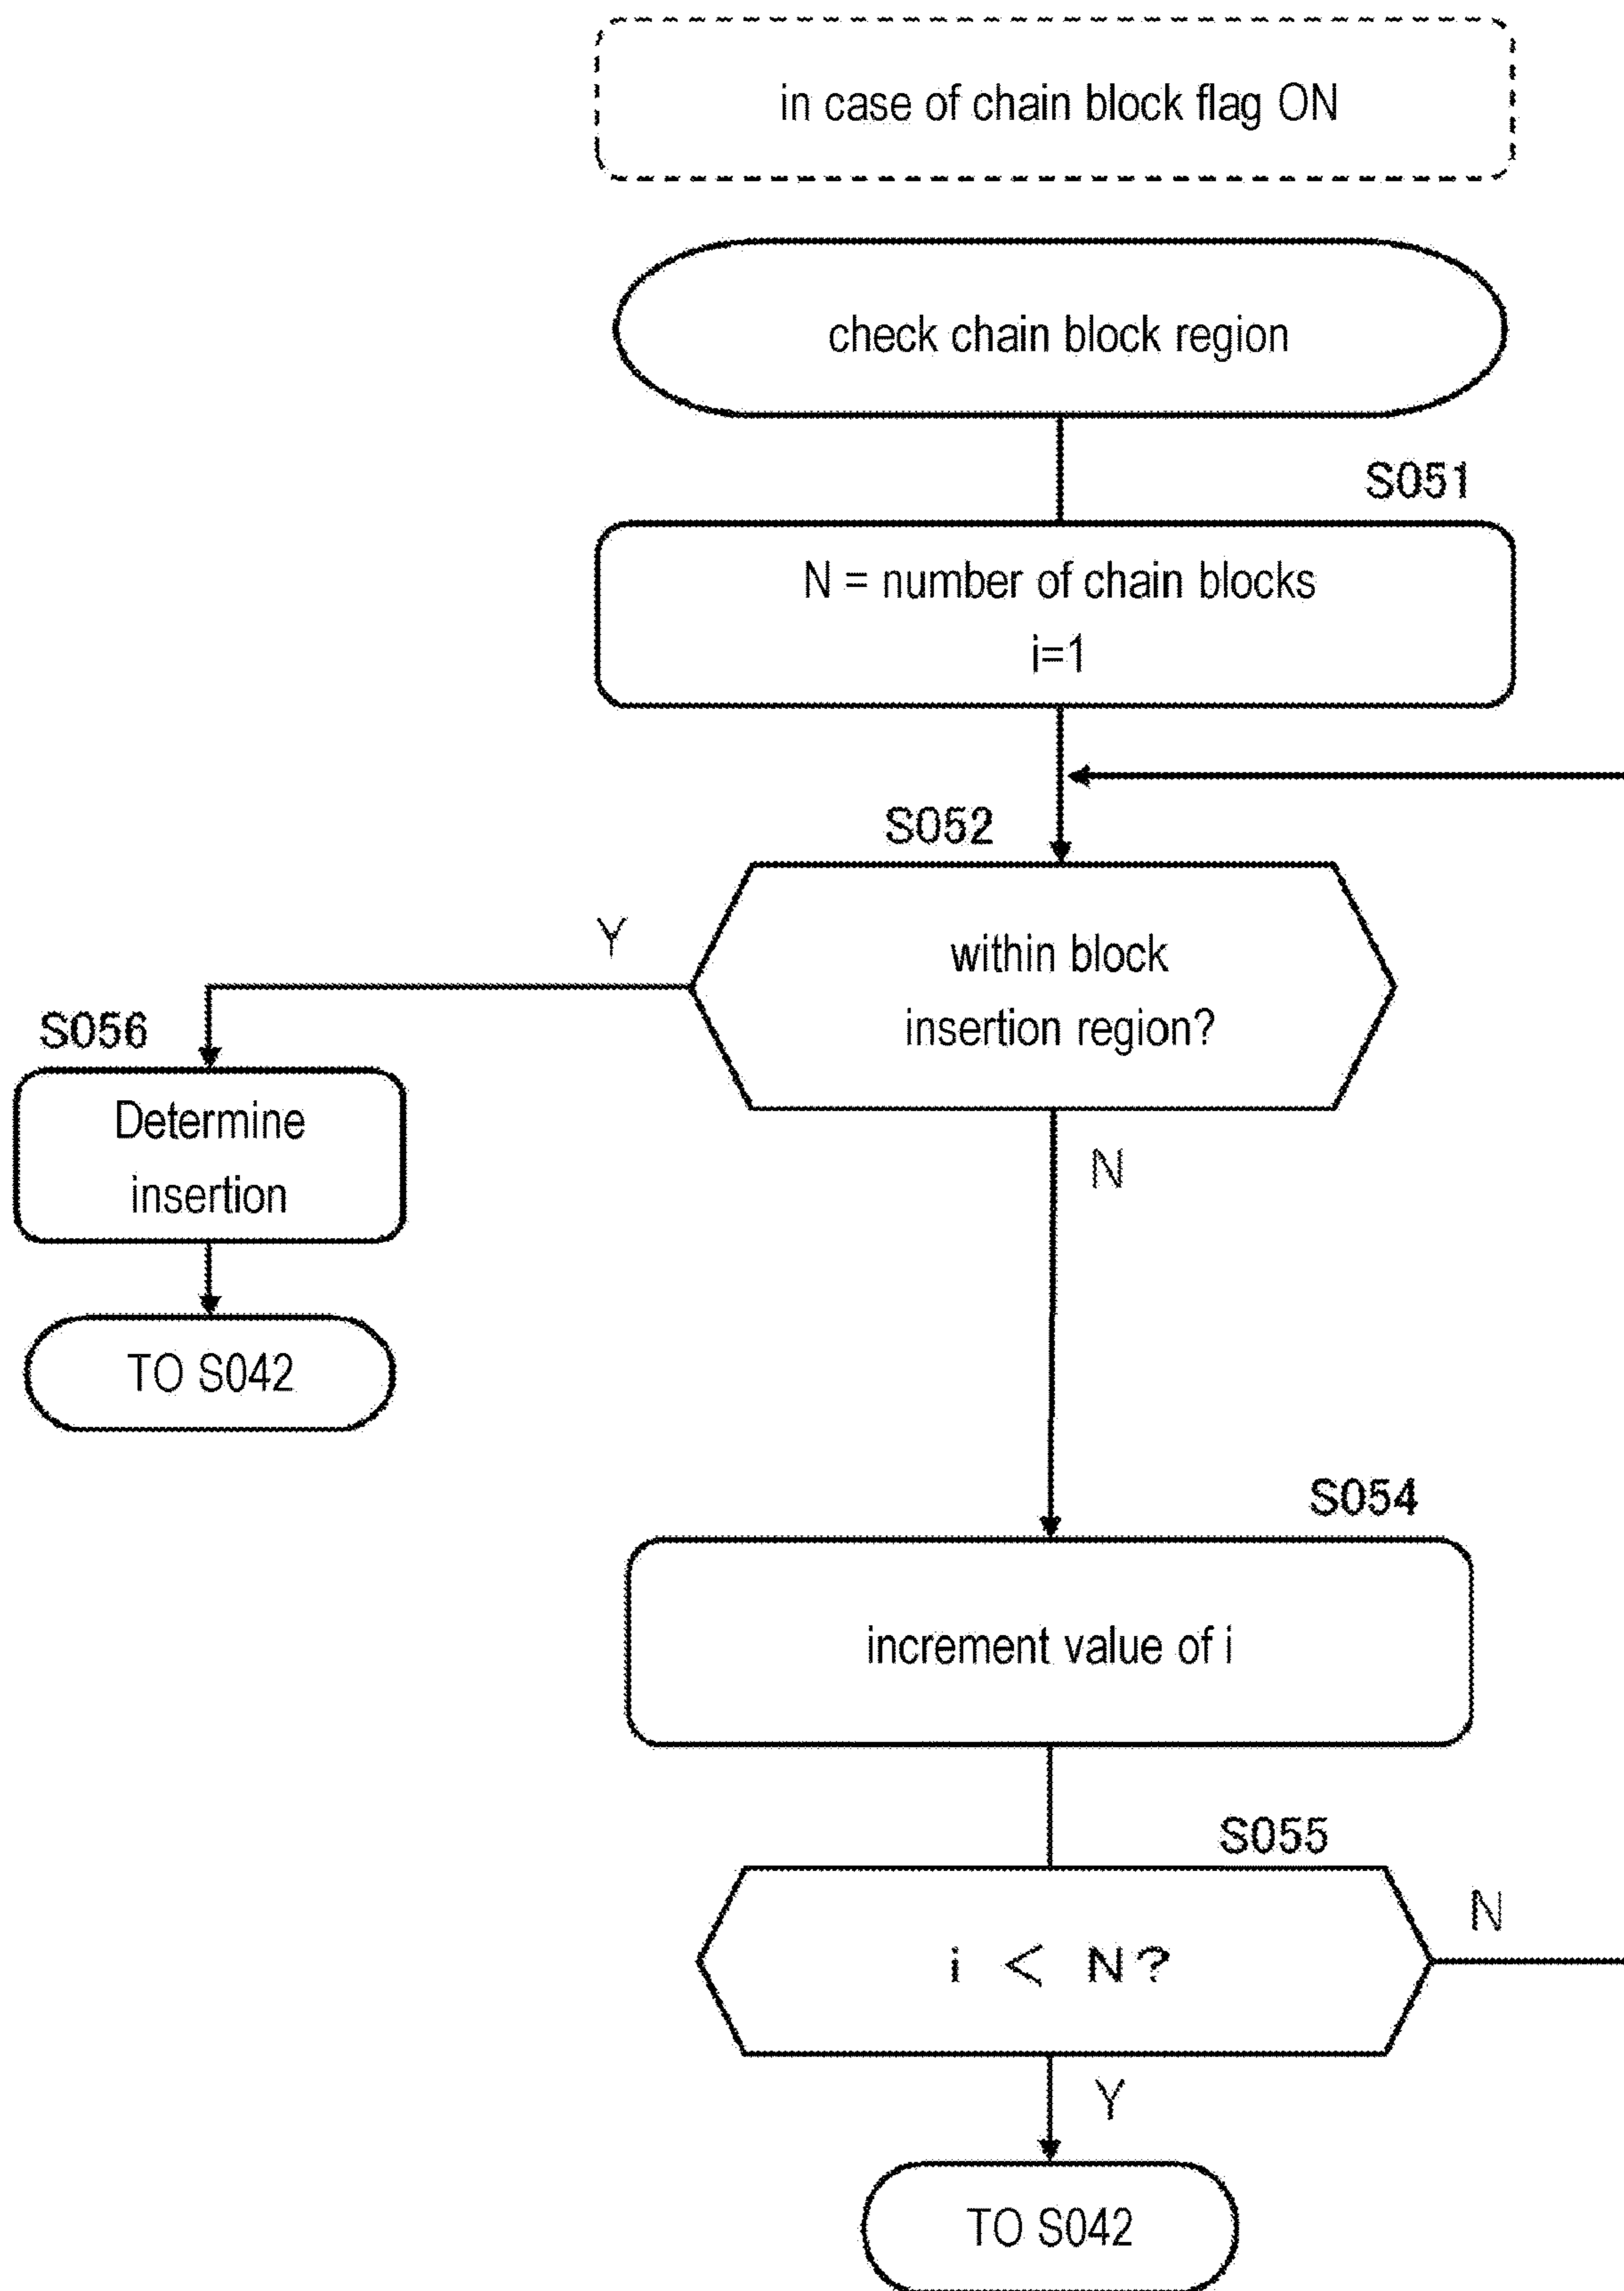 in case of chain block flag ON
check chain block region
S051
N = number of chain blocks
i=1
S052
within block
insertion region?
Y
N
S056
Determine
insertion
TO S042
S054
increment value of i
S055
i < N?
N
Y
TO S042